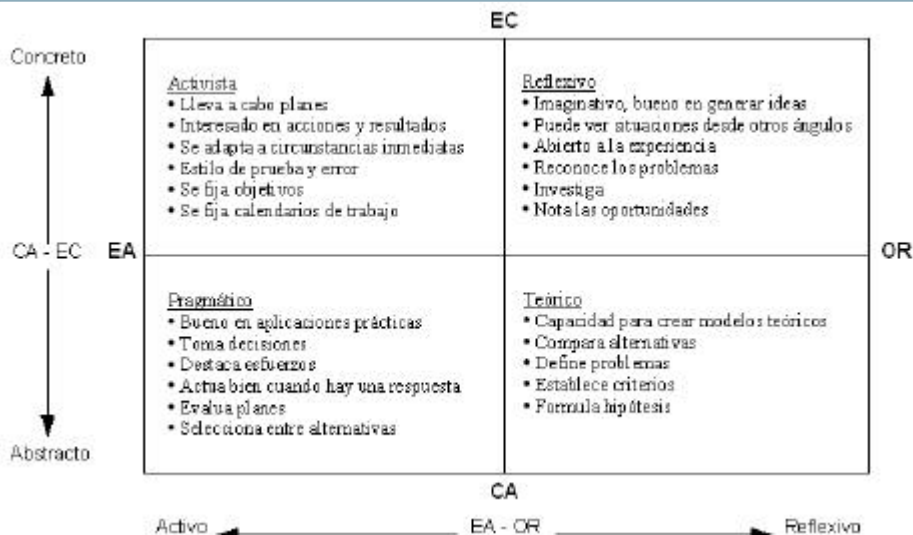 EC
Concreto
Activista
• Lleva a cabo planes
• Interesado en acciones y resultados
• Se adapta a circunstancias inmediatas
• Estilo de prueba y error
• Se fija objetivos
• Se fija calendarios de trabajo
Reflexivo
• Imaginativo, bueno en generar ideas
• Puede ver situaciones desde otros ángulos
• Abierto a la experiencia
• Reconoce los problemas
• Investiga
• Nota las oportunidades
CA - EC
EA
OR
Pragmático
• Bueno en aplicaciones prácticas
• Toma decisiones
• Destaca esfuerzos
• Actua bien cuando hay una respuesta
• Evalua planes
• Selecciona entre alternativas
Teórico
• Capacidad para crear modelos teóricos
• Compara alternativas
• Define problemas
• Establece criterios
• Formula hipótesis
Abstracto
CA
Activo
EA - OR
Reflexivo